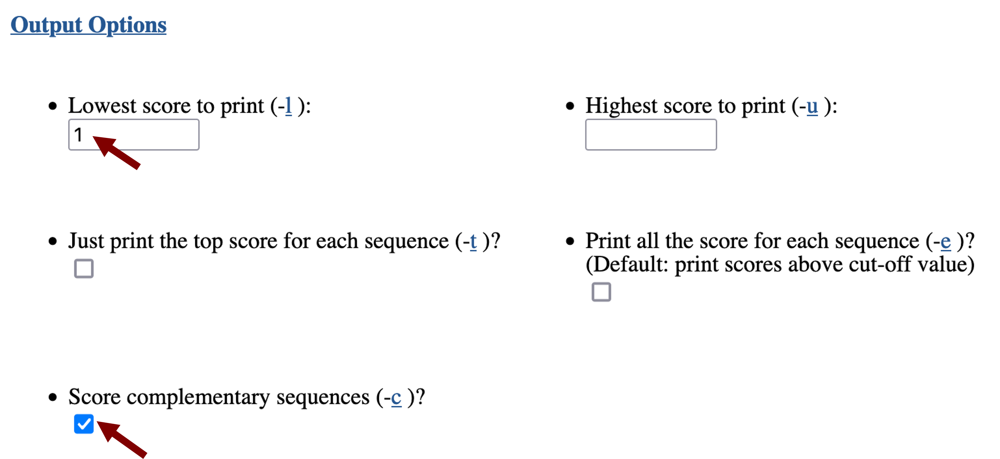 Output Options
• Lowest score to print (-l ):
1
• Highest score to print (-u ):
• Just print the top score for each sequence (-t )?
• Print all the score for each sequence (-e )?
(Default: print scores above cut-off value)
• Score complementary sequences (-c )?